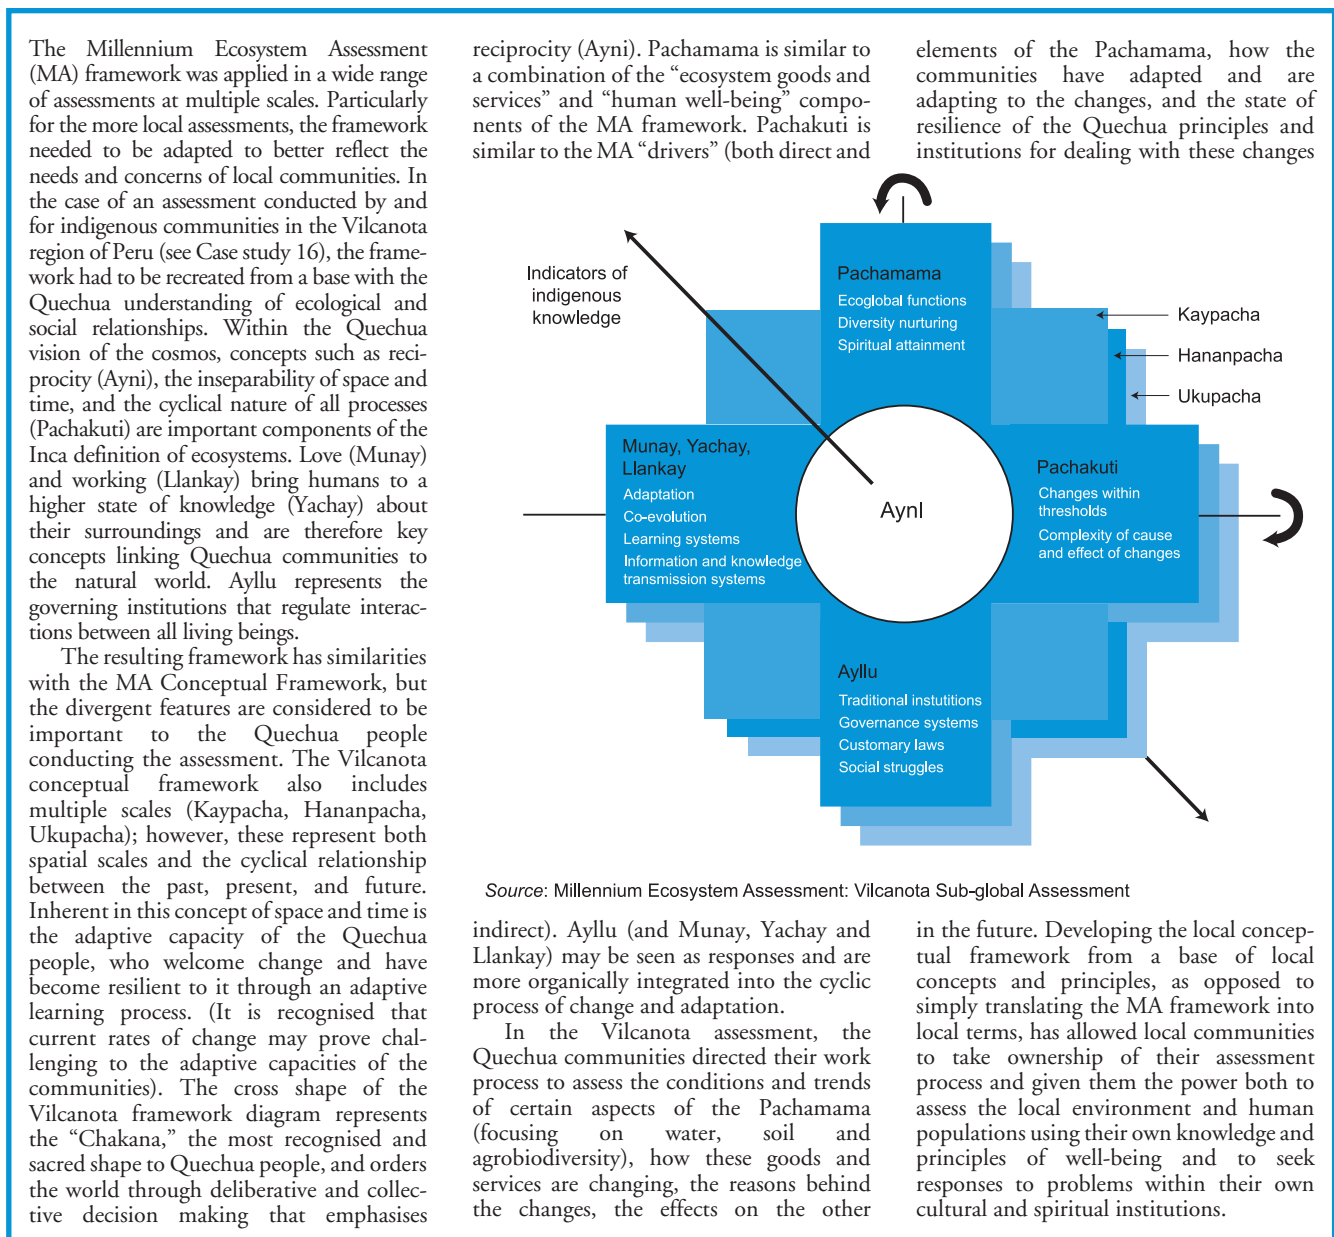 The Millennium Ecosystem Assessment
(MA) framework was applied in a wide range
of assessments at multiple scales. Particularly
for the more local assessments, the framework
needed to be adapted to better reflect the
needs and concerns of local communities. In
the case of an assessment conducted by and
for indigenous communities in the Vilcanota
region of Peru (see Case study 16), the frame-
work had to be recreated from a base with the
Quechua understanding of ecological and
social relationships. Within the Quechua
vision of the cosmos, concepts such as reci-
procity (Ayni), the inseparability of space and
time, and the cyclical nature of all processes
(Pachakuti) are important components of the
Inca definition of ecosystems. Love (Munay)
and working (Llankay) bring humans to a
higher state of knowledge (Yachay) about
their surroundings and are therefore key
concepts linking Quechua communities to
the natural world. Ayllu represents the
governing institutions that regulate interac-
tions between all living beings.
The resulting framework has similarities
with the MA Conceptual Framework, but
the divergent features are considered to be
important to the Quechua people
conducting the assessment. The Vilcanota
conceptual framework also includes
multiple scales (Kaypacha, Hananpacha,
Ukupacha); however, these represent both
spatial scales and the cyclical relationship
between the past, present, and future.
Inherent in this concept of space and time is
the adaptive capacity of the Quechua
people, who welcome change and have
become resilient to it through an adaptive
learning process. (It is recognised that
current rates of change may prove chal-
lenging to the adaptive capacities of the
communities). The cross shape of the
Vilcanota framework diagram represents
the “Chakana,” the most recognised and
sacred shape to Quechua people, and orders
the world through deliberative and collec-
tive decision making that emphasises
reciprocity (Ayni). Pachamama is similar to
a combination of the “ecosystem goods and
services” and “human well-being” compo-
nents of the MA framework. Pachakuti is
similar to the MA “drivers” (both direct and
elements of the Pachamama, how the
communities have adapted and are
adapting to the changes, and the state of
resilience of the Quechua principles and
institutions for dealing with these changes
Indicators of
indigenous
knowledge
Pachamama
Ecoglobal functions
Diversity nurturing
Spiritual attainment
Kaypacha
Hananpacha
Ukupacha
Munay, Yachay,
Llankay
Adaptation
Co-evolution
Learning systems
Information and knowledge
transmission systems
Aynl
Pachakuti
Changes within
thresholds
Complexity of cause
and effect of changes
Ayllu
Traditional instutitions
Governance systems
Customary laws
Social struggles
Source: Millennium Ecosystem Assessment: Vilcanota Sub-global Assessment
indirect). Ayllu (and Munay, Yachay and
Llankay) may be seen as responses and are
more organically integrated into the cyclic
process of change and adaptation.
In the Vilcanota assessment, the
Quechua communities directed their work
process to assess the conditions and trends
of certain aspects of the Pachamama
(focusing on water, soil and
agrobiodiversity), how these goods and
services are changing, the reasons behind
the changes, the effects on the other
in the future. Developing the local concep-
tual framework from a base of local
concepts and principles, as opposed to
simply translating the MA framework into
local terms, has allowed local communities
to take ownership of their assessment
process and given them the power both to
assess the local environment and human
populations using their own knowledge and
principles of well-being and to seek
responses to problems within their own
cultural and spiritual institutions.